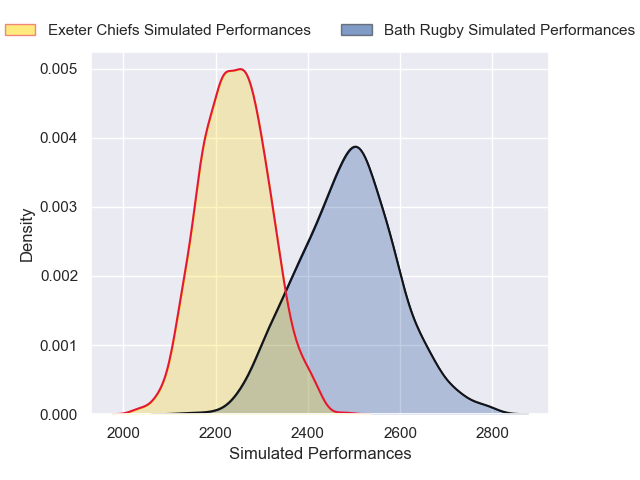 Exeter Chiefs Simulated Performances Bath Rugby Simulated Performances
0.005
0.004
0.003
0.002
0.001
0.000
Density
2000 2200 2400 2600 2800
Simulated Performances